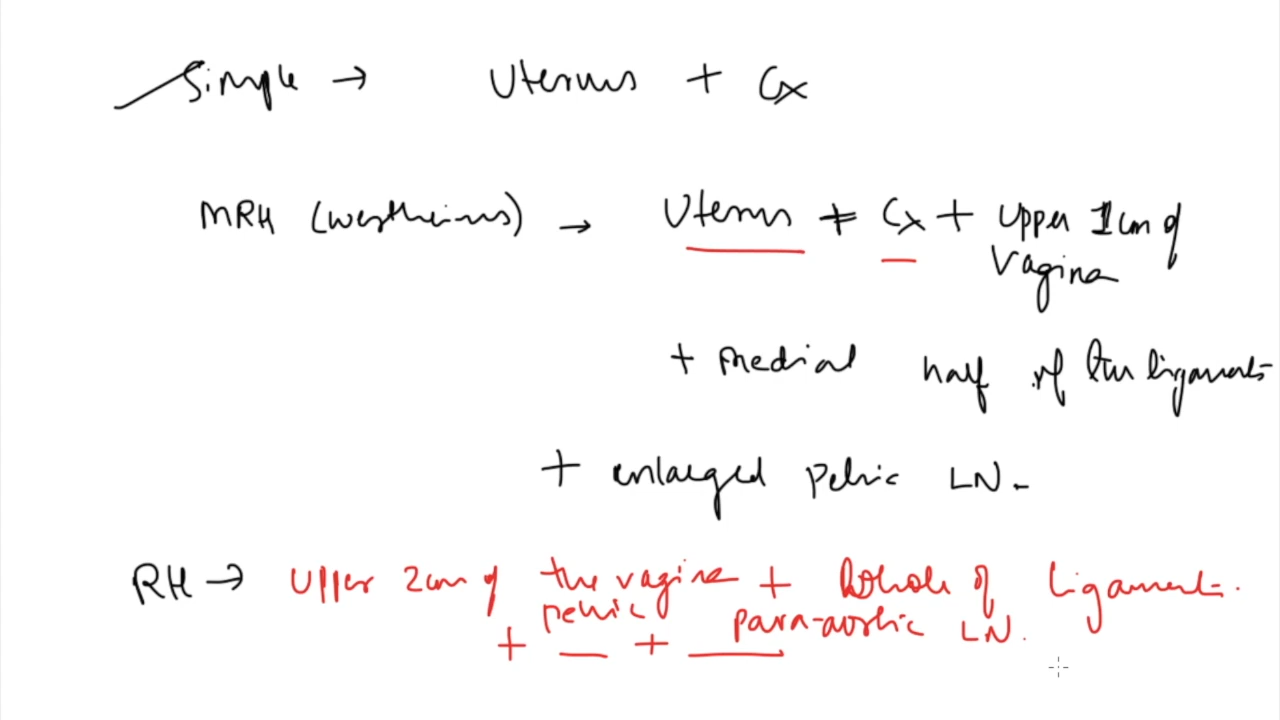 Simple → Uterus + Cx
MRH (wertheims) → Uterus + Cx + Upper 1cm of
Vagina
+ medial half of the ligaments
+ enlarged pelvic LN.
RH → Upper 2cm of the vagina + whole of ligaments.
+ pelvic + para-aortic LN.